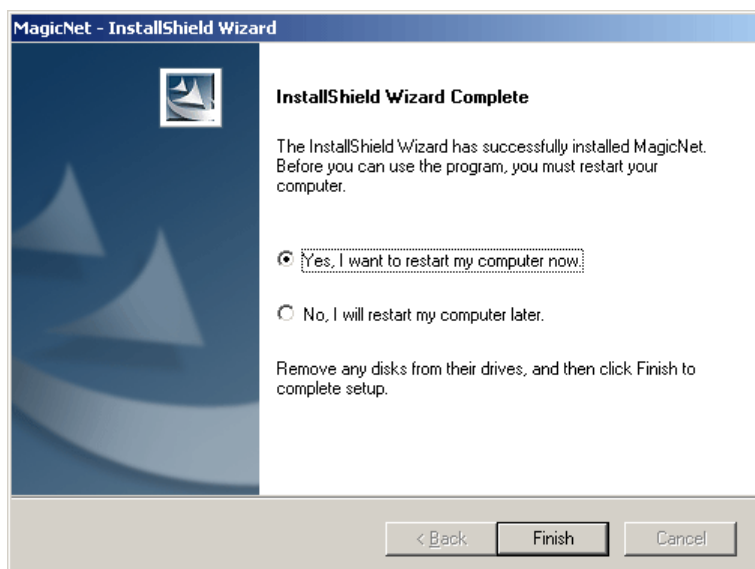 MagicNet - InstallShield Wizard
InstallShield Wizard Complete
The InstallShield Wizard has successfully installed MagicNet.
Before you can use the program, you must restart your
computer.
Yes, I want to restart my computer now.
No, I will restart my computer later.
Remove any disks from their drives, and then click Finish to
complete setup.
< Back
Finish
Cancel